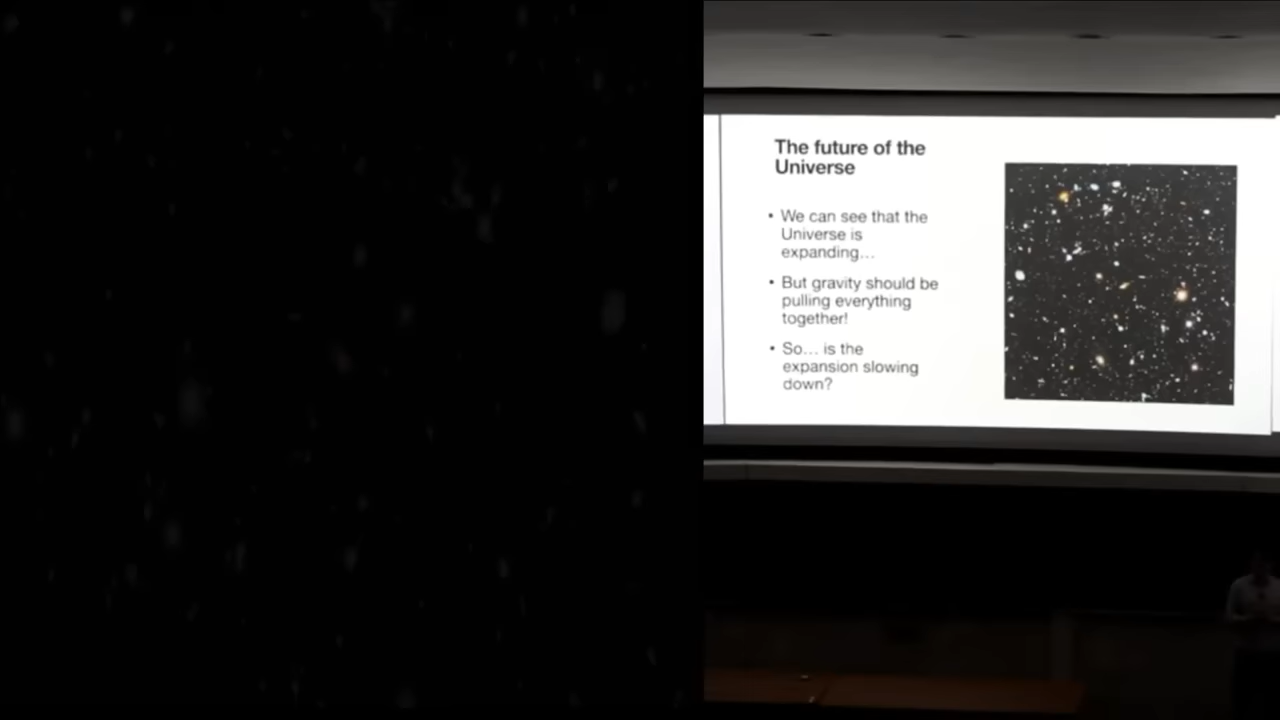 The future of the
Universe
• We can see that the
Universe is
expanding…
• But gravity should be
pulling everything
together!
• So… is the
expansion slowing
down?